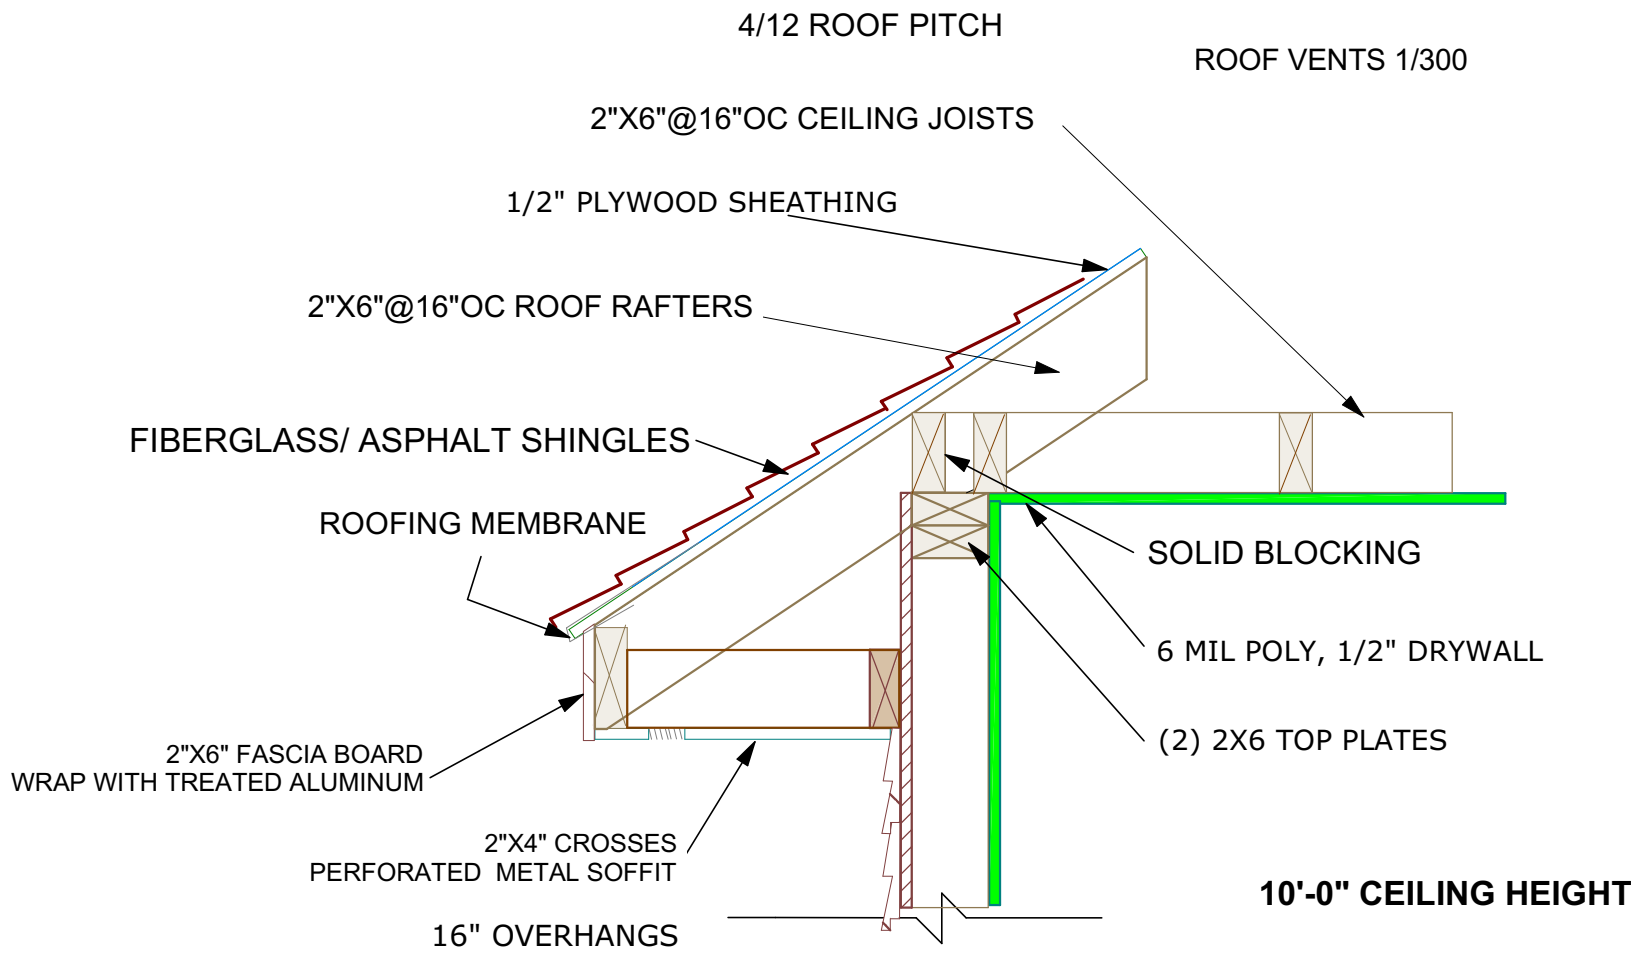 4/12 ROOF PITCH
ROOF VENTS 1/300
2"X6"@16"OC CEILING JOISTS
1/2" PLYWOOD SHEATHING
2"X6"@16"OC ROOF RAFTERS
FIBERGLASS/ ASPHALT SHINGLES
ROOFING MEMBRANE
SOLID BLOCKING
6 MIL POLY, 1/2" DRYWALL
(2) 2X6 TOP PLATES
2"X6" FASCIA BOARD
WRAP WITH TREATED ALUMINUM
2"X4" CROSSES
PERFORATED  METAL SOFFIT
10'-0" CEILING HEIGHT
16" OVERHANGS